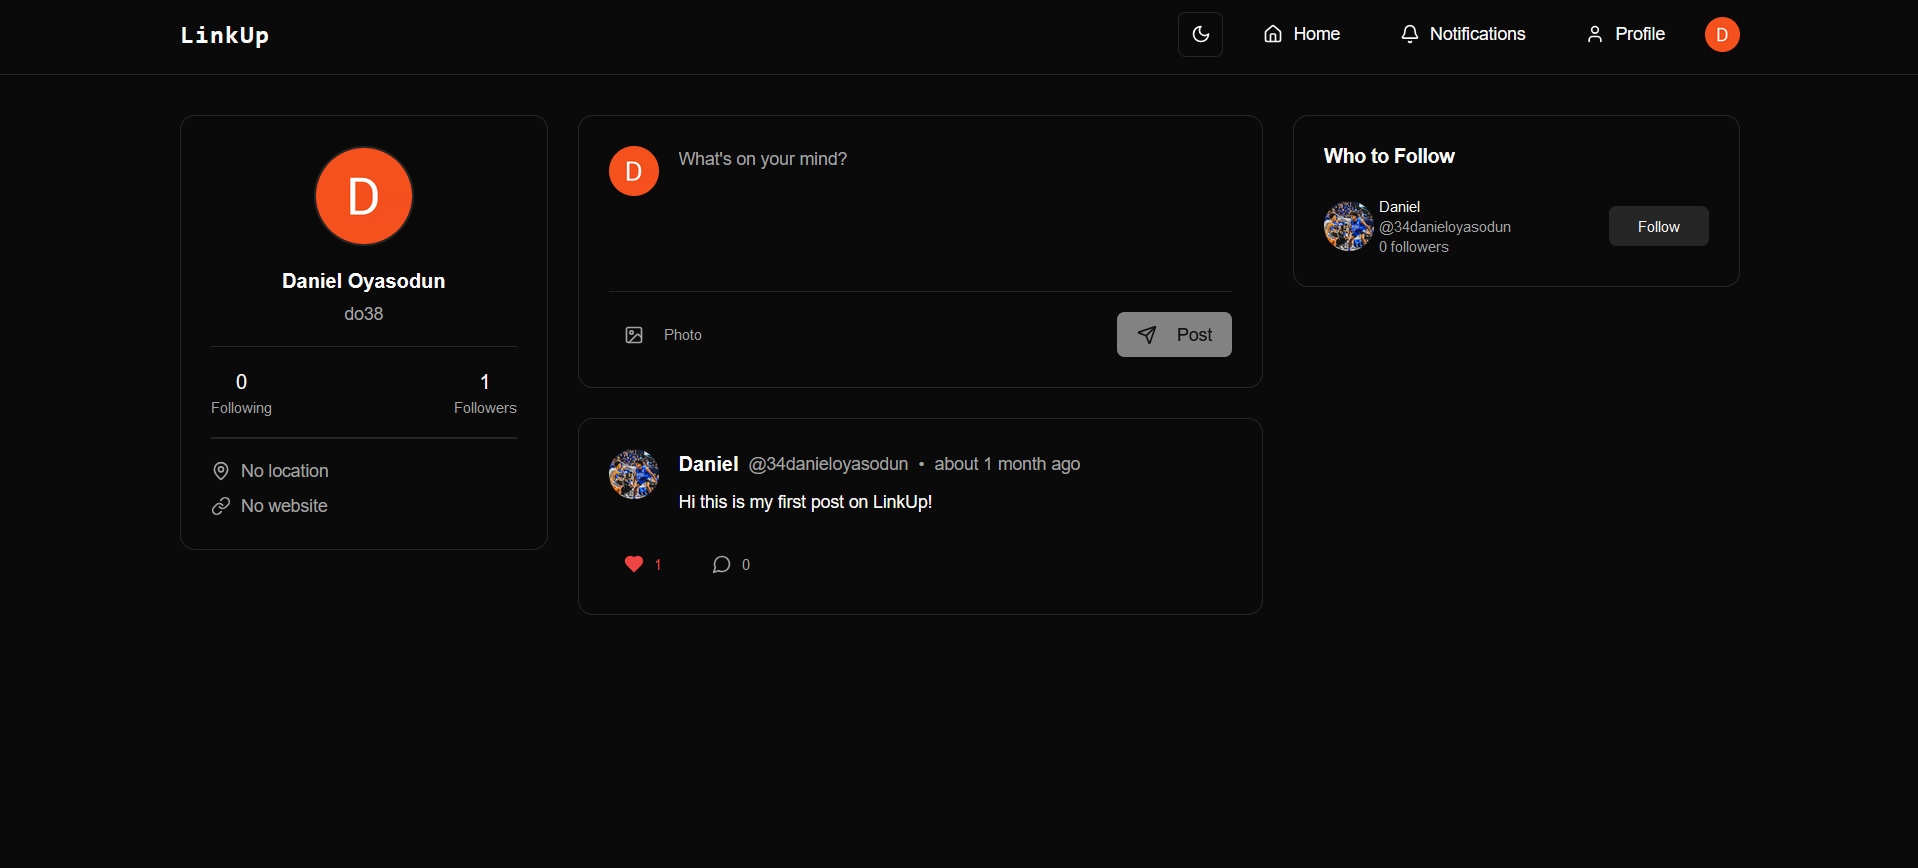 LinkUp
Home
Notifications
Profile
D
D
Daniel Oyasodun
do38
0
Following
1
Followers
No location
No website
D
What's on your mind?
Photo
Post
Daniel @34danieloyasodun • about 1 month ago
Hi this is my first post on LinkUp!
1
0
Who to Follow
Daniel
@34danieloyasodun
0 followers
Follow